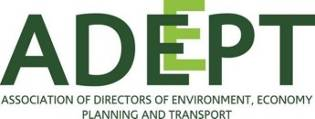 ADEPT
ASSOCIATION OF DIRECTORS OF ENVIRONMENT, ECONOMY
PLANNING AND TRANSPORT